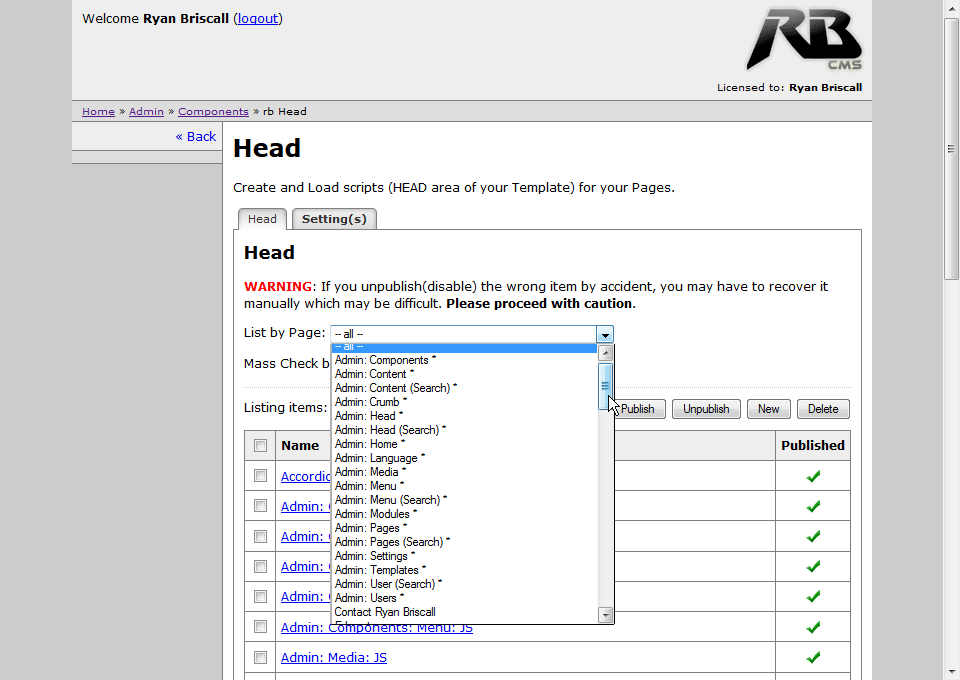 Welcome Ryan Briscall (logout)
RB
CMS
Licensed to: Ryan Briscall
Home » Admin » Components » rb Head
« Back
Head
Create and Load scripts (HEAD area of your Template) for your Pages.
Head Setting(s)
Head
WARNING: If you unpublish(disable) the wrong item by accident, you may have to recover it
manually which may be difficult. Please proceed with caution.
List by Page: -- all --
-- all --
Admin: Components *
Mass Check b
Admin: Content *
Admin: Content (Search) *
Admin: Crumb *
Listing items:
Publish Unpublish New Delete
Admin: Head *
Admin: Head (Search) *
Admin: Home *
Name Published
Admin: Language *
Admin: Media *
Accordic
Admin: Menu *
Admin: Menu (Search) *
Admin:
Admin: Modules *
Admin: Pages *
Admin:
Admin: Pages (Search) *
Admin: Settings *
Admin:
Admin: Templates *
Admin: User (Search) *
Admin:
Admin: Users *
Contact Ryan Briscall
Admin: Components: Menu: JS
Admin: Media: JS